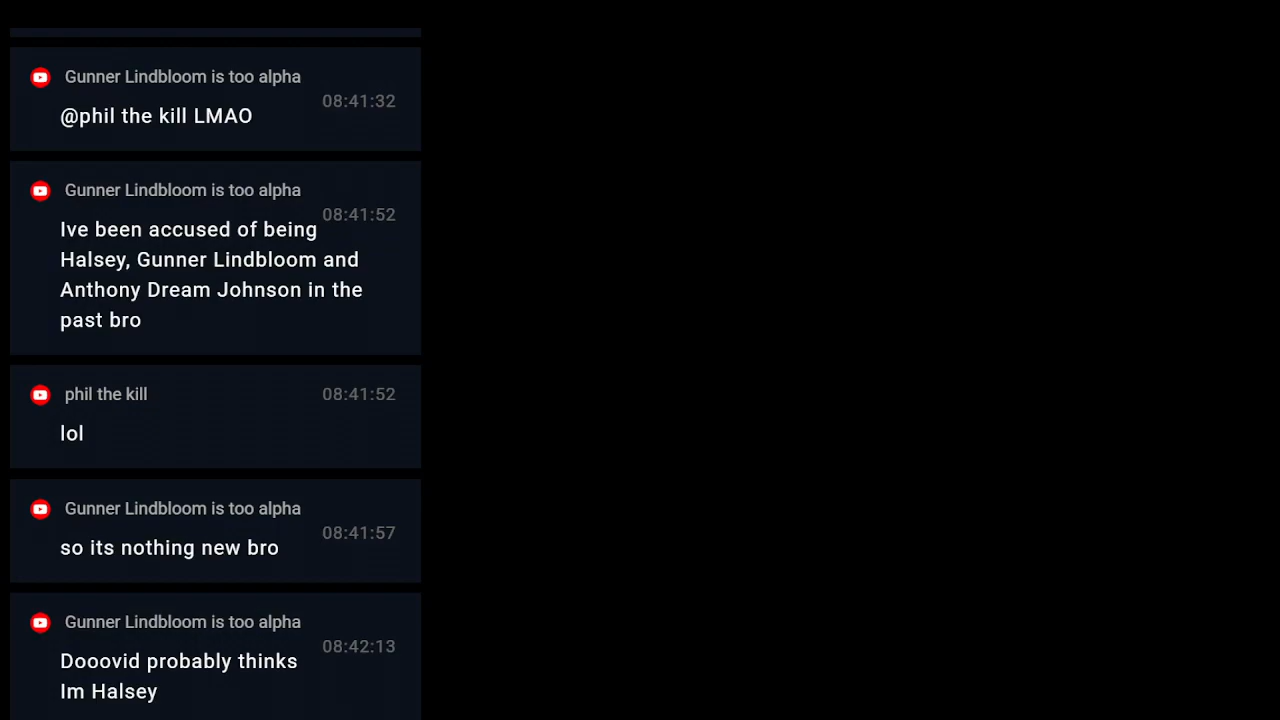 Gunner Lindbloom is too alpha
08:41:32
@phil the kill LMAO
Gunner Lindbloom is too alpha
08:41:52
Ive been accused of being
Halsey, Gunner Lindbloom and
Anthony Dream Johnson in the
past bro
phil the kill
08:41:52
lol
Gunner Lindbloom is too alpha
08:41:57
so its nothing new bro
Gunner Lindbloom is too alpha
08:42:13
Dooovid probably thinks
Im Halsey